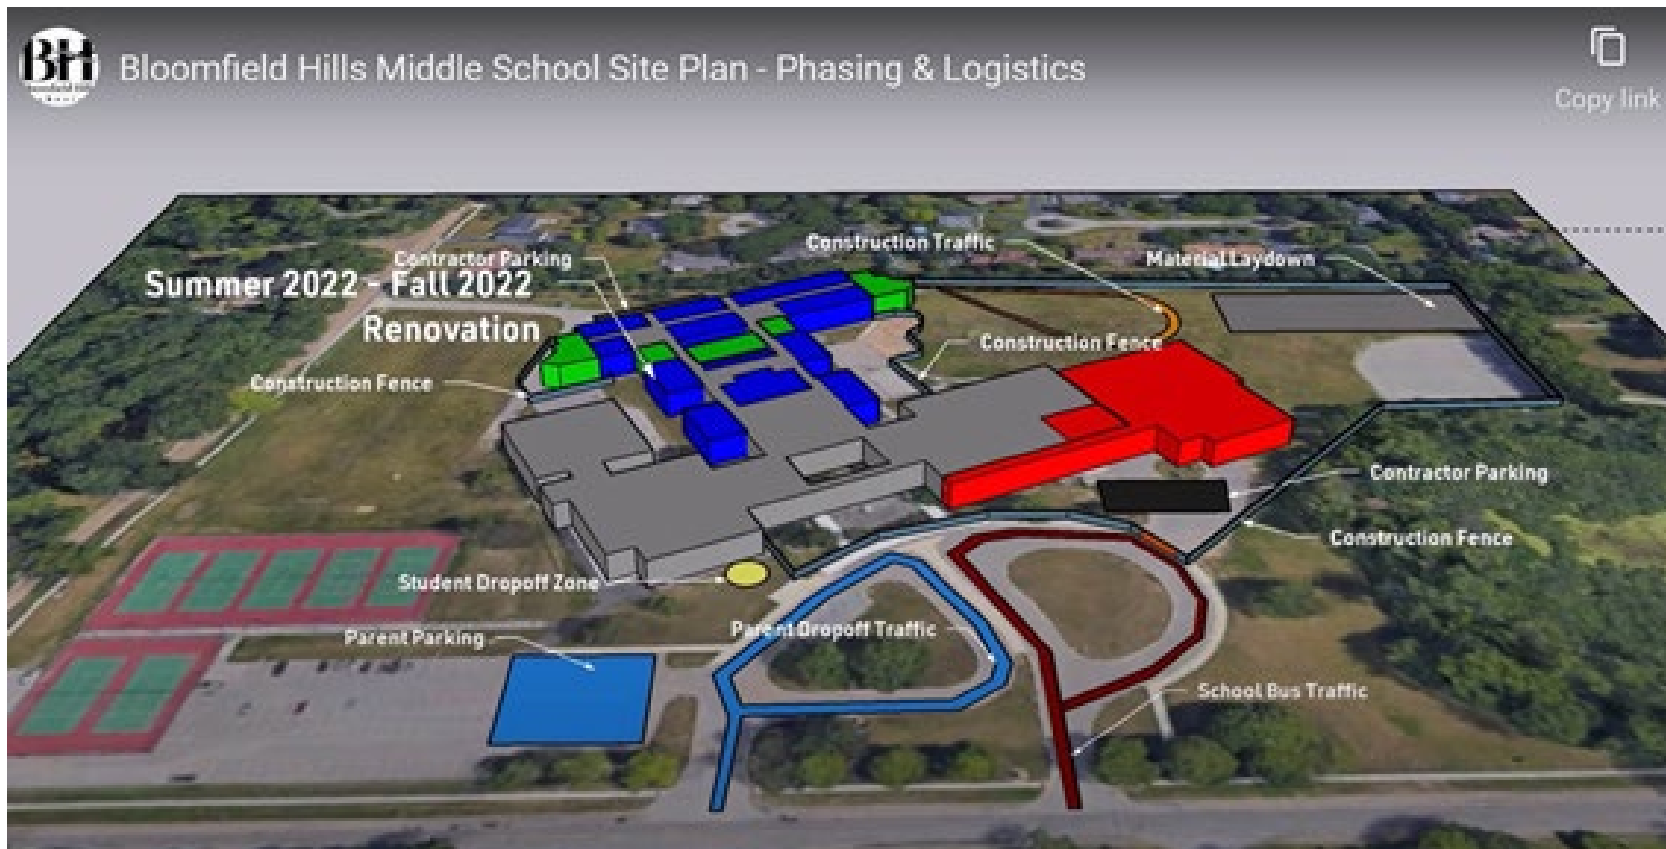 BH
Bloomfield Hills Middle School Site Plan - Phasing & Logistics
Copy link
Construction Traffic
Contractor Parking
Material Laydown
Summer 2022 - Fall 2022
Renovation
Construction Fence
Construction Fence
Contractor Parking
Construction Fence
Student Dropoff Zone
Parent Parking
Parent Dropoff Traffic
School Bus Traffic